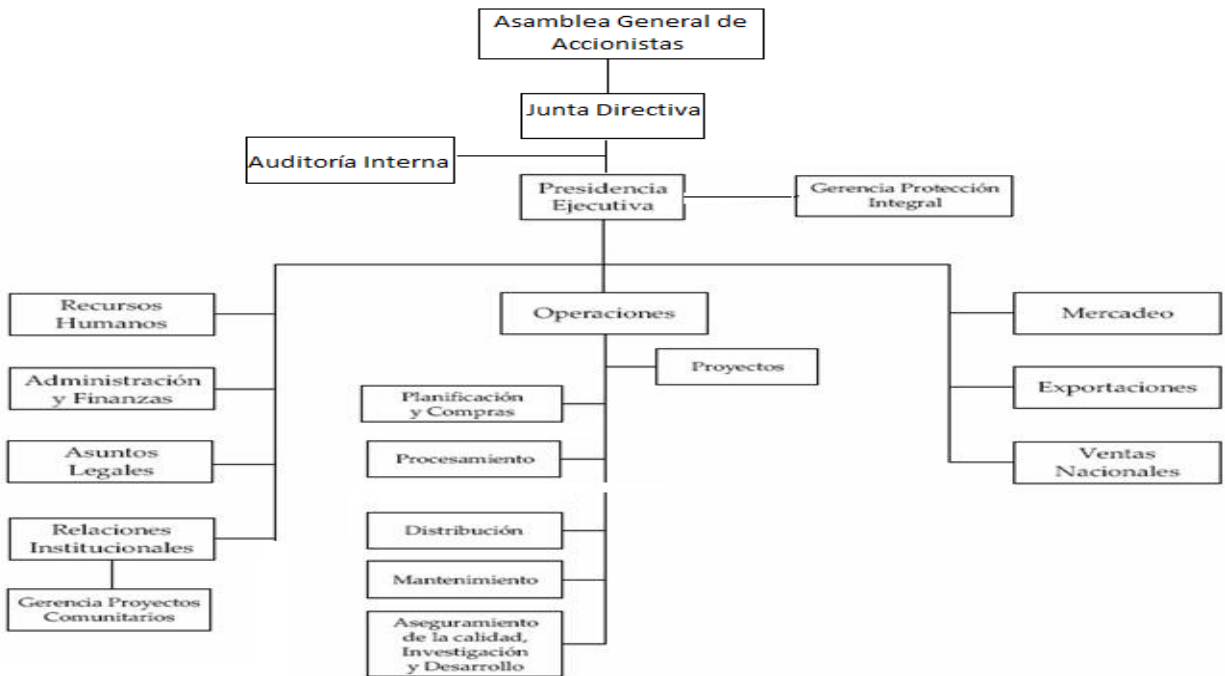 Asamblea General de
Accionistas
Junta Directiva
Auditoría Interna
Presidencia
Ejecutiva
Gerencia Protección
Integral
Recursos
Humanos
Administración
y Finanzas
Asuntos
Legales
Relaciones
Institucionales
Gerencia Proyectos
Comunitarios
Operaciones
Proyectos
Planificación
y Compras
Procesamiento
Distribución
Mantenimiento
Aseguramiento
de la calidad,
Investigación
y Desarrollo
Mercadeo
Exportaciones
Ventas
Nacionales